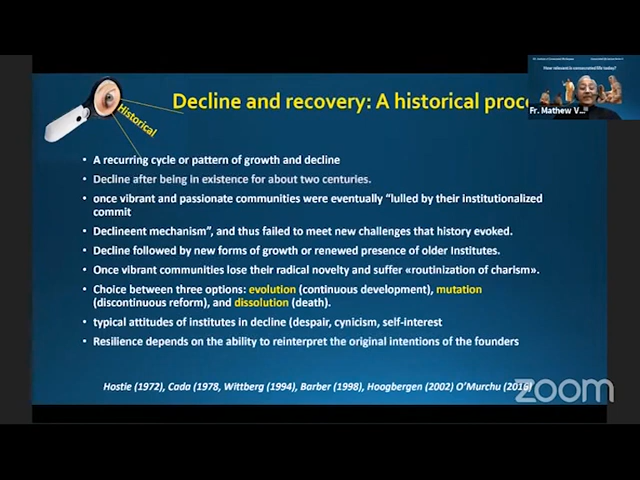 How relevant is consecrated life today?
Fr. Mathew V...
Historical
Decline and recovery: A historical proc
• A recurring cycle or pattern of growth and decline
• Decline after being in existence for about two centuries.
• once vibrant and passionate communities were eventually “lulled by their institutionalized
commit
• Declineent mechanism”, and thus failed to meet new challenges that history evoked.
• Decline followed by new forms of growth or renewed presence of older Institutes.
• Once vibrant communities lose their radical novelty and suffer «routinization of charism».
• Choice between three options: evolution (continuous development), mutation
(discontinuous reform), and dissolution (death).
• typical attitudes of institutes in decline (despair, cynicism, self-interest
• Resilience depends on the ability to reinterpret the original intentions of the founders
Hostie (1972), Cada (1978, Wittberg (1994), Barber (1998), Hoogbergen (2002) O’Murchu (2016)
zoom